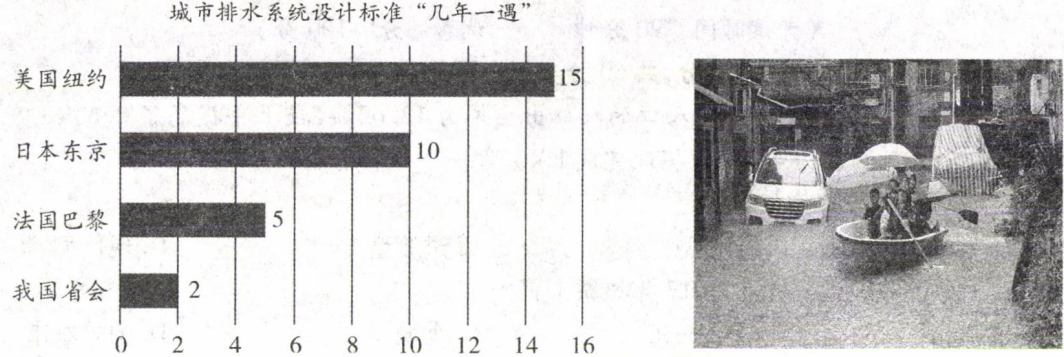 城市排水系统设计标准“几年一遇”
美国纽约 15
日本东京 10
法国巴黎 5
我国省会 2
0 2 4 6 8 10 12 14 16